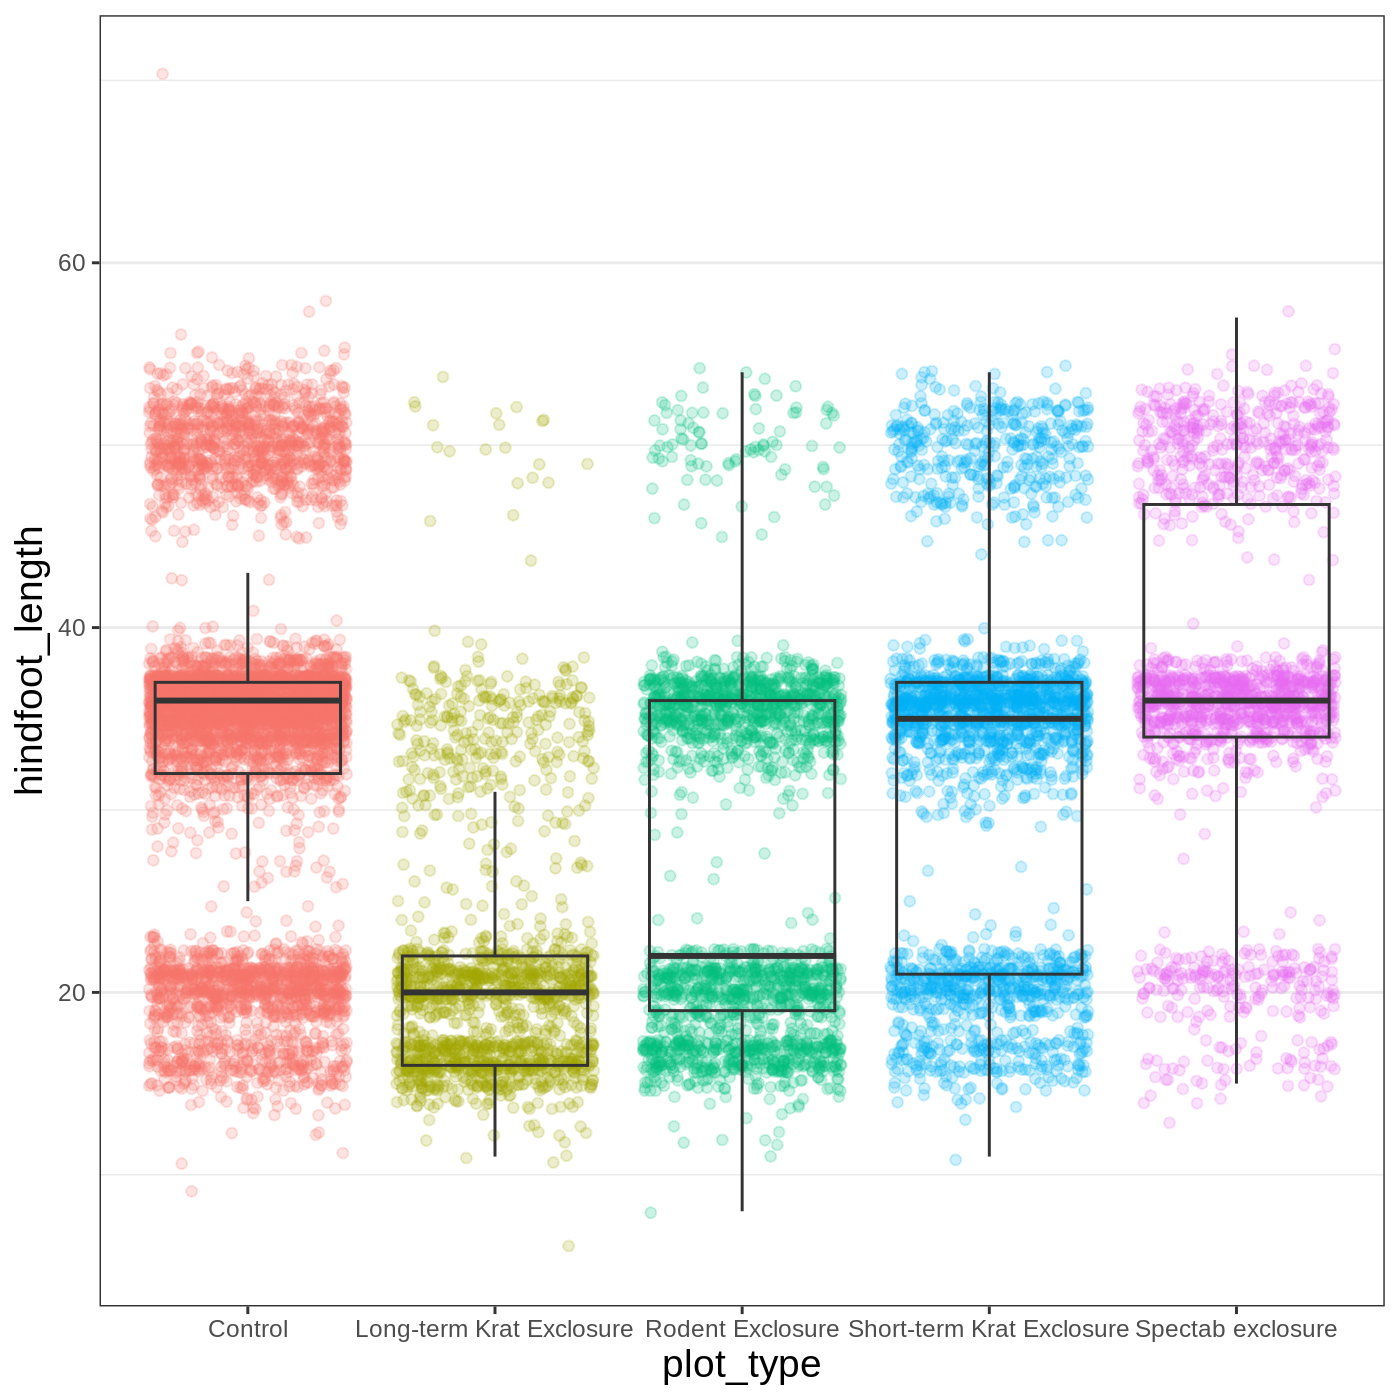 hindfoot_length
60
40
20
Control
Long-term Krat Exclosure
Rodent Exclosure
Short-term Krat Exclosure
Spectab exclosure
plot_type